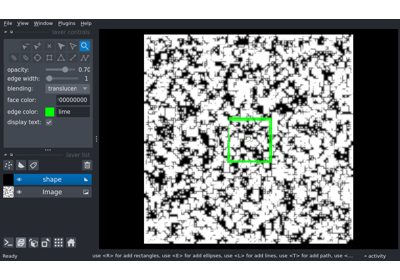 File View Window Plugins Help
layer controls
opacity: 0.70
edge width: 1
blending: translucen
face color: 00000000
edge color: lime
display text:
layer list
shape
Image
Ready
use <R> for add rectangles, use <E> for add ellipses, use <L> for add lines, use <T> for add path, use <...
activity